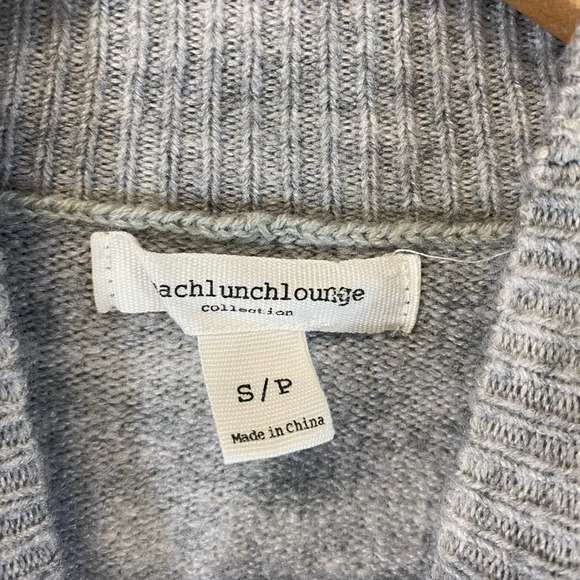 eachlunchlounge
collection
S/P
Made in China